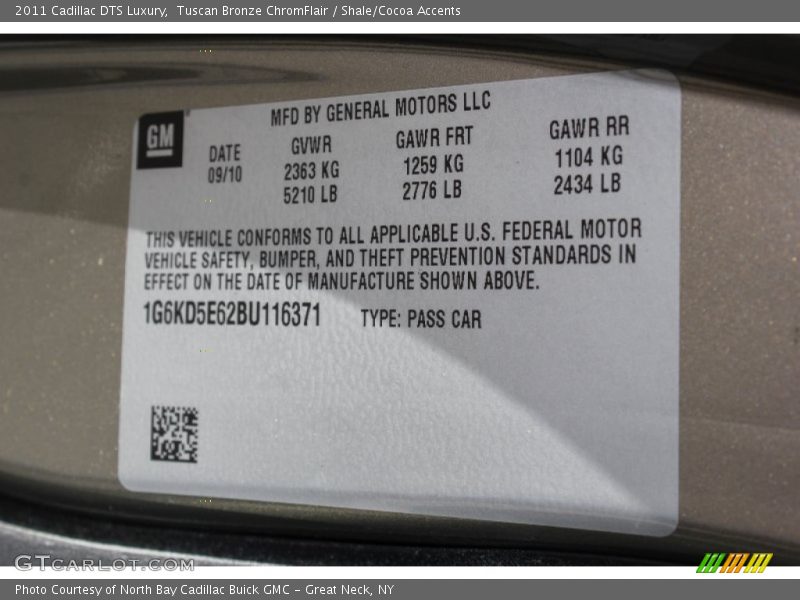 2011 Cadillac DTS Luxury,  Tuscan Bronze ChromFlair / Shale/Cocoa Accents
GM
MFD BY GENERAL MOTORS LLC
DATE GVWR GAWR FRT GAWR RR
09/10 2363 KG 1259 KG 1104 KG
5210 LB 2776 LB 2434 LB
THIS VEHICLE CONFORMS TO ALL APPLICABLE U.S. FEDERAL MOTOR
VEHICLE SAFETY, BUMPER, AND THEFT PREVENTION STANDARDS IN
EFFECT ON THE DATE OF MANUFACTURE SHOWN ABOVE.
1G6KD5E62BU116371 TYPE: PASS CAR
GTcarlot.com
Photo Courtesy of North Bay Cadillac Buick GMC - Great Neck, NY